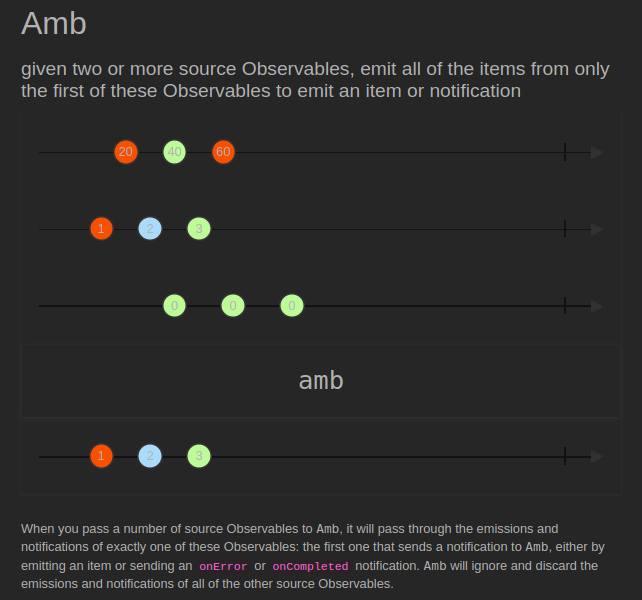 Amb
given two or more source Observables, emit all of the items from only
the first of these Observables to emit an item or notification
20 40 60
1 2 3
0 0 0
amb
1 2 3
When you pass a number of source Observables to Amb, it will pass through the emissions and
notifications of exactly one of these Observables: the first one that sends a notification to Amb, either by
emitting an item or sending an onError or onCompleted notification. Amb will ignore and discard the
emissions and notifications of all of the other source Observables.